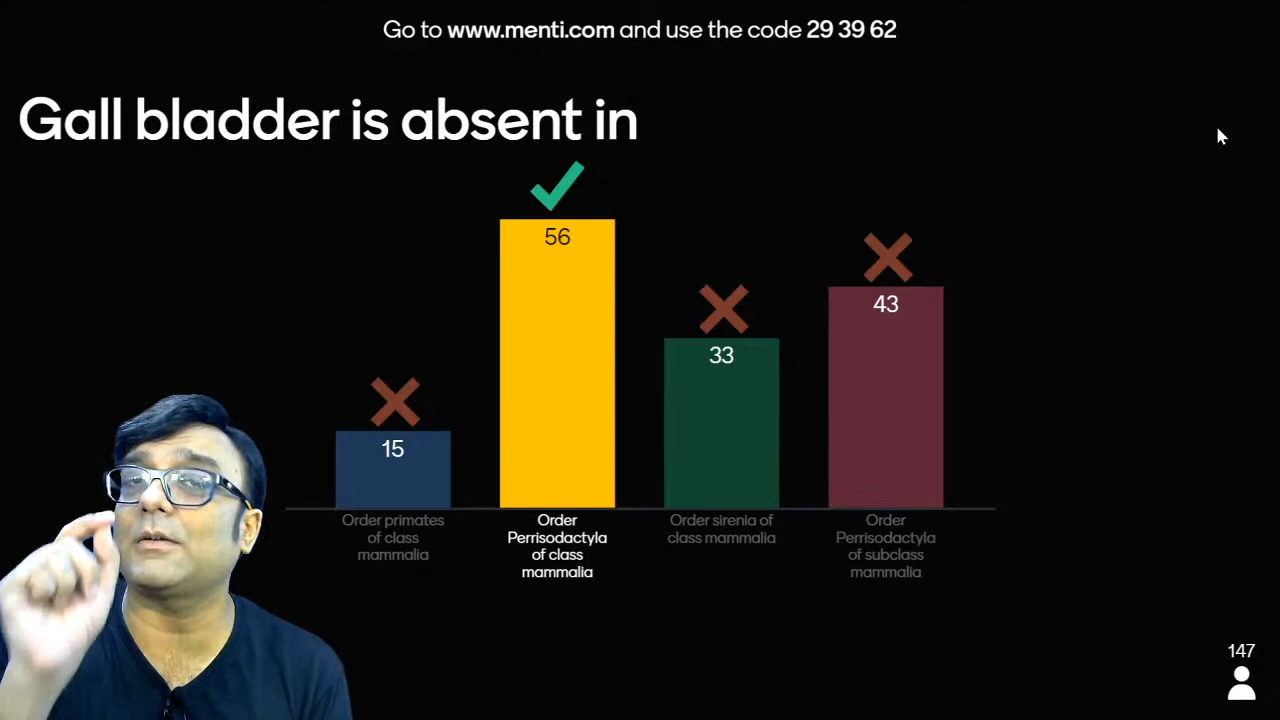 Go to www.menti.com and use the code 29 39 62
Gall bladder is absent in
56
43
33
15
Order primates
of class
mammalia
Order
Perrisodactyla
of class
mammalia
Order sirenia of
class mammalia
Order
Perrisodactyla
of subclass
mammalia
147